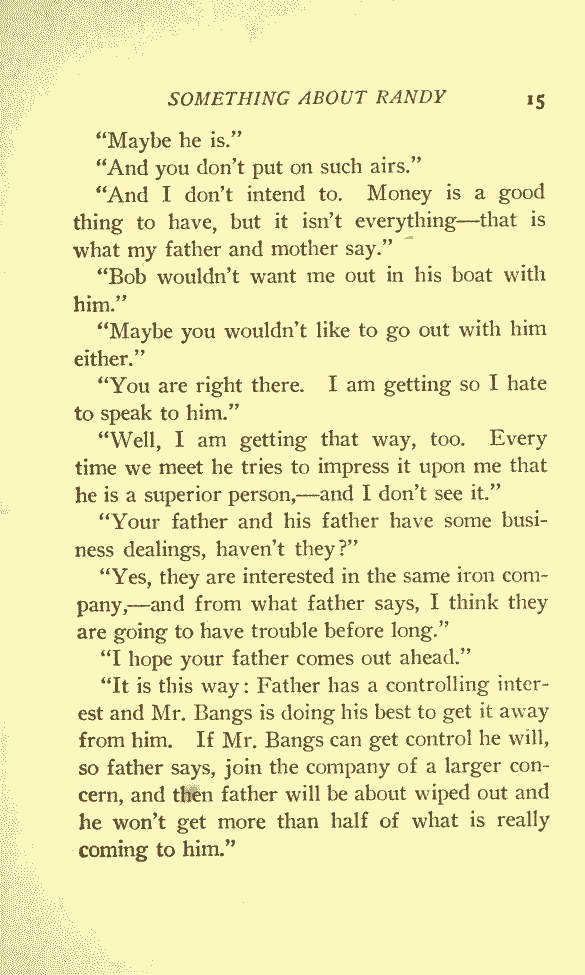 SOMETHING ABOUT RANDY 15
“Maybe he is.”
“And you don’t put on such airs.”
“And I don’t intend to. Money is a good
thing to have, but it isn’t everything—that is
what my father and mother say.”
“Bob wouldn’t want me out in his boat with
him.”
“Maybe you wouldn’t like to go out with him
either.”
“You are right there. I am getting so I hate
to speak to him.”
“Well, I am getting that way, too. Every
time we meet he tries to impress it upon me that
he is a superior person,—and I don’t see it.”
“Your father and his father have some busi-
ness dealings, haven’t they?”
“Yes, they are interested in the same iron com-
pany,—and from what father says, I think they
are going to have trouble before long.”
“I hope your father comes out ahead.”
“It is this way: Father has a controlling inter-
est and Mr. Bangs is doing his best to get it away
from him. If Mr. Bangs can get control he will,
so father says, join the company of a larger con-
cern, and then father will be about wiped out and
he won’t get more than half of what is really
coming to him.”